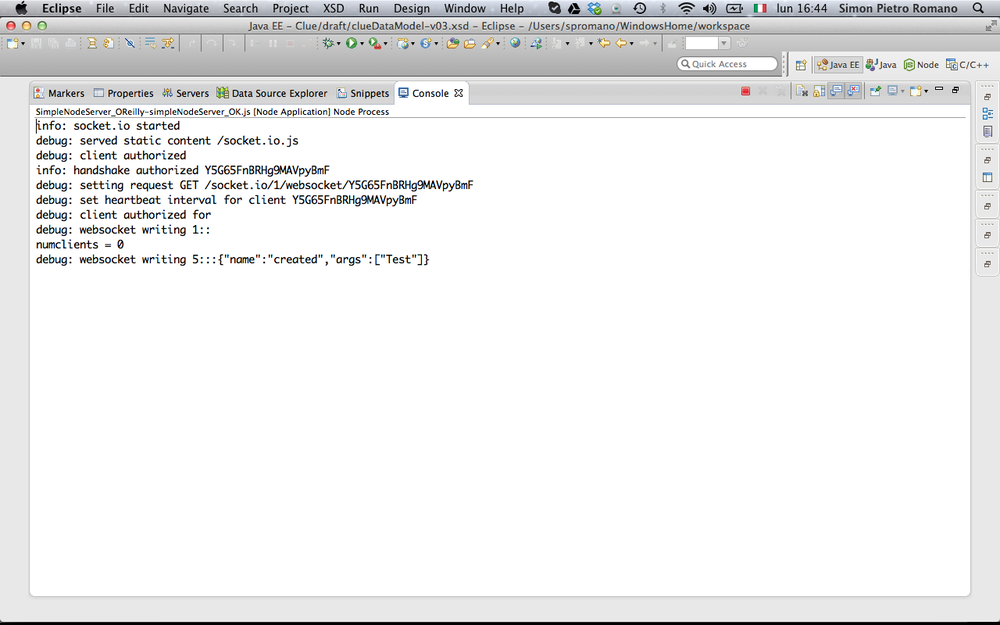 Eclipse File Edit Navigate Search Project XSD Run Design Window Help lun 16:44 Simon Pietro Romano
Java EE - Clue/draft/clueDataModel-v03.xsd - Eclipse - /Users/spromano/WindowsHome/workspace
Quick Access Java EE Java Node C/C++
Markers Properties Servers Data Source Explorer Snippets Console
SimpleNodeServer_OReilly-simpleNodeServer_OK.js [Node Application] Node Process
info: socket.io started
debug: served static content /socket.io.js
debug: client authorized
info: handshake authorized Y5G65FnBRHg9MAVpyBmF
debug: setting request GET /socket.io/1/websocket/Y5G65FnBRHg9MAVpyBmF
debug: set heartbeat interval for client Y5G65FnBRHg9MAVpyBmF
debug: client authorized for
debug: websocket writing 1::
numclients = 0
debug: websocket writing 5:::{"name":"created","args":["Test"]}